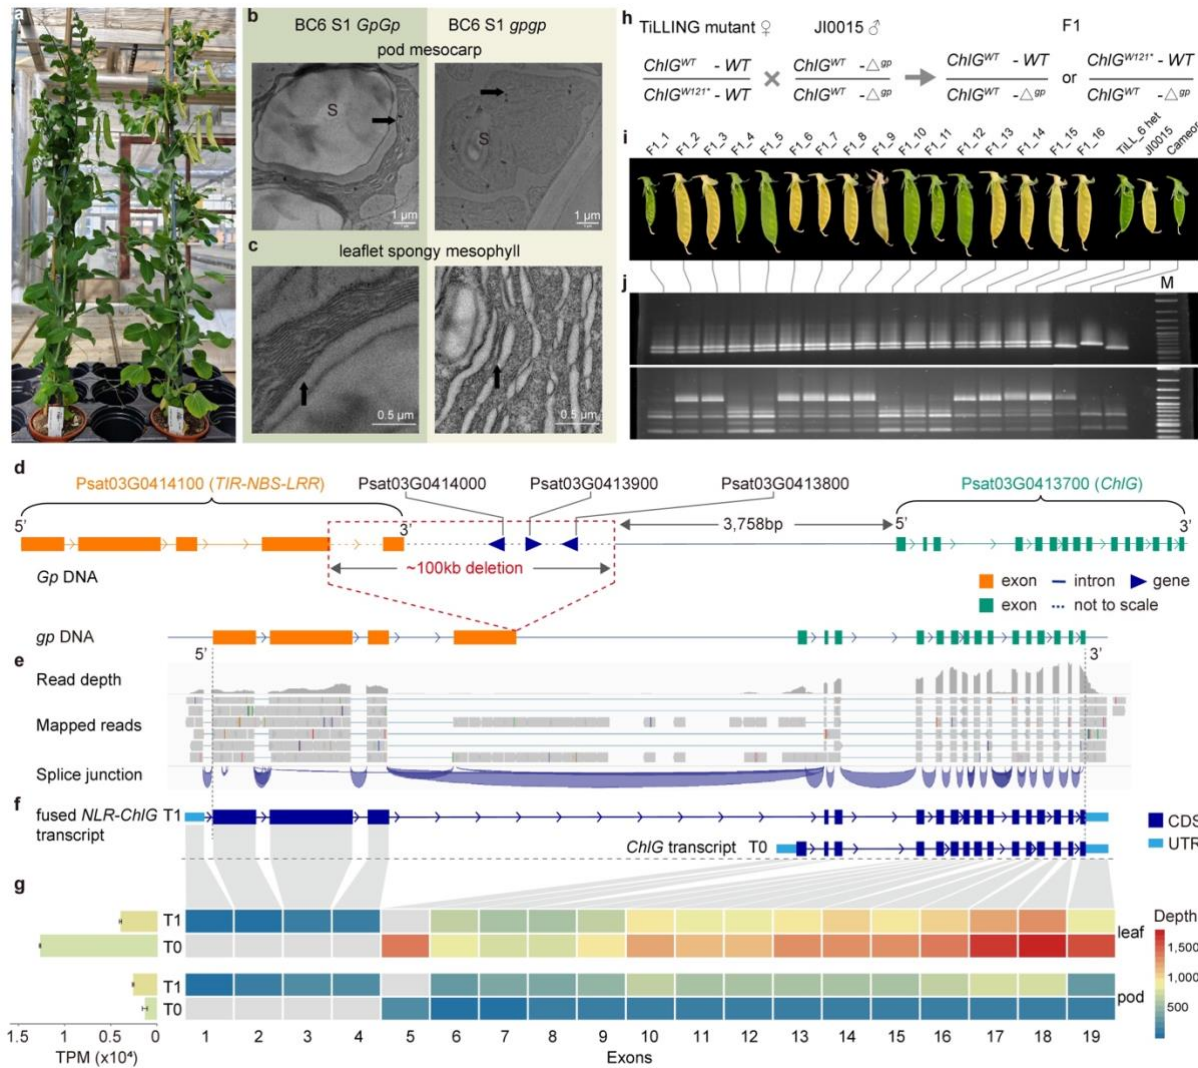 a
b
BC6 S1 GpGp
BC6 S1 gpgp
pod mesocarp
S
1 μm
S
1 μm
c
leaflet spongy mesophyll
0.5 μm
0.5 μm
h
TiLLING mutant ♀
JI0015 ♂
F1
ChlG^WT - WT
ChlG^W121* - WT
×
ChlG^WT -△^gp
ChlG^WT -△^gp
ChlG^WT - WT
ChlG^WT -△^gp
or
ChlG^W121* - WT
ChlG^WT -△^gp
i
F1_1
F1_2
F1_3
F1_4
F1_5
F1_6
F1_7
F1_8
F1_9
F1_10
F1_11
F1_12
F1_13
F1_14
F1_15
F1_16
TiLL_6 het
JI0015
Cameor
j
M
d
Psat03G0414100 (TIR-NBS-LRR)
Psat03G0414000
Psat03G0413900
Psat03G0413800
Psat03G0413700 (ChlG)
5'
3'
3,758bp
5'
3'
~100kb deletion
Gp DNA
exon
intron
gene
exon
not to scale
gp DNA
5'
3'
e
Read depth
Mapped reads
Splice junction
f
fused NLR-ChlG T1
transcript
ChlG transcript T0
CDS
UTR
g
T1
T0
leaf
T1
T0
pod
Depth
1,500
1,000
500
1.5 1 0.5 0
TPM (x10⁴)
1 2 3 4 5 6 7 8 9 10 11 12 13 14 15 16 17 18 19
Exons